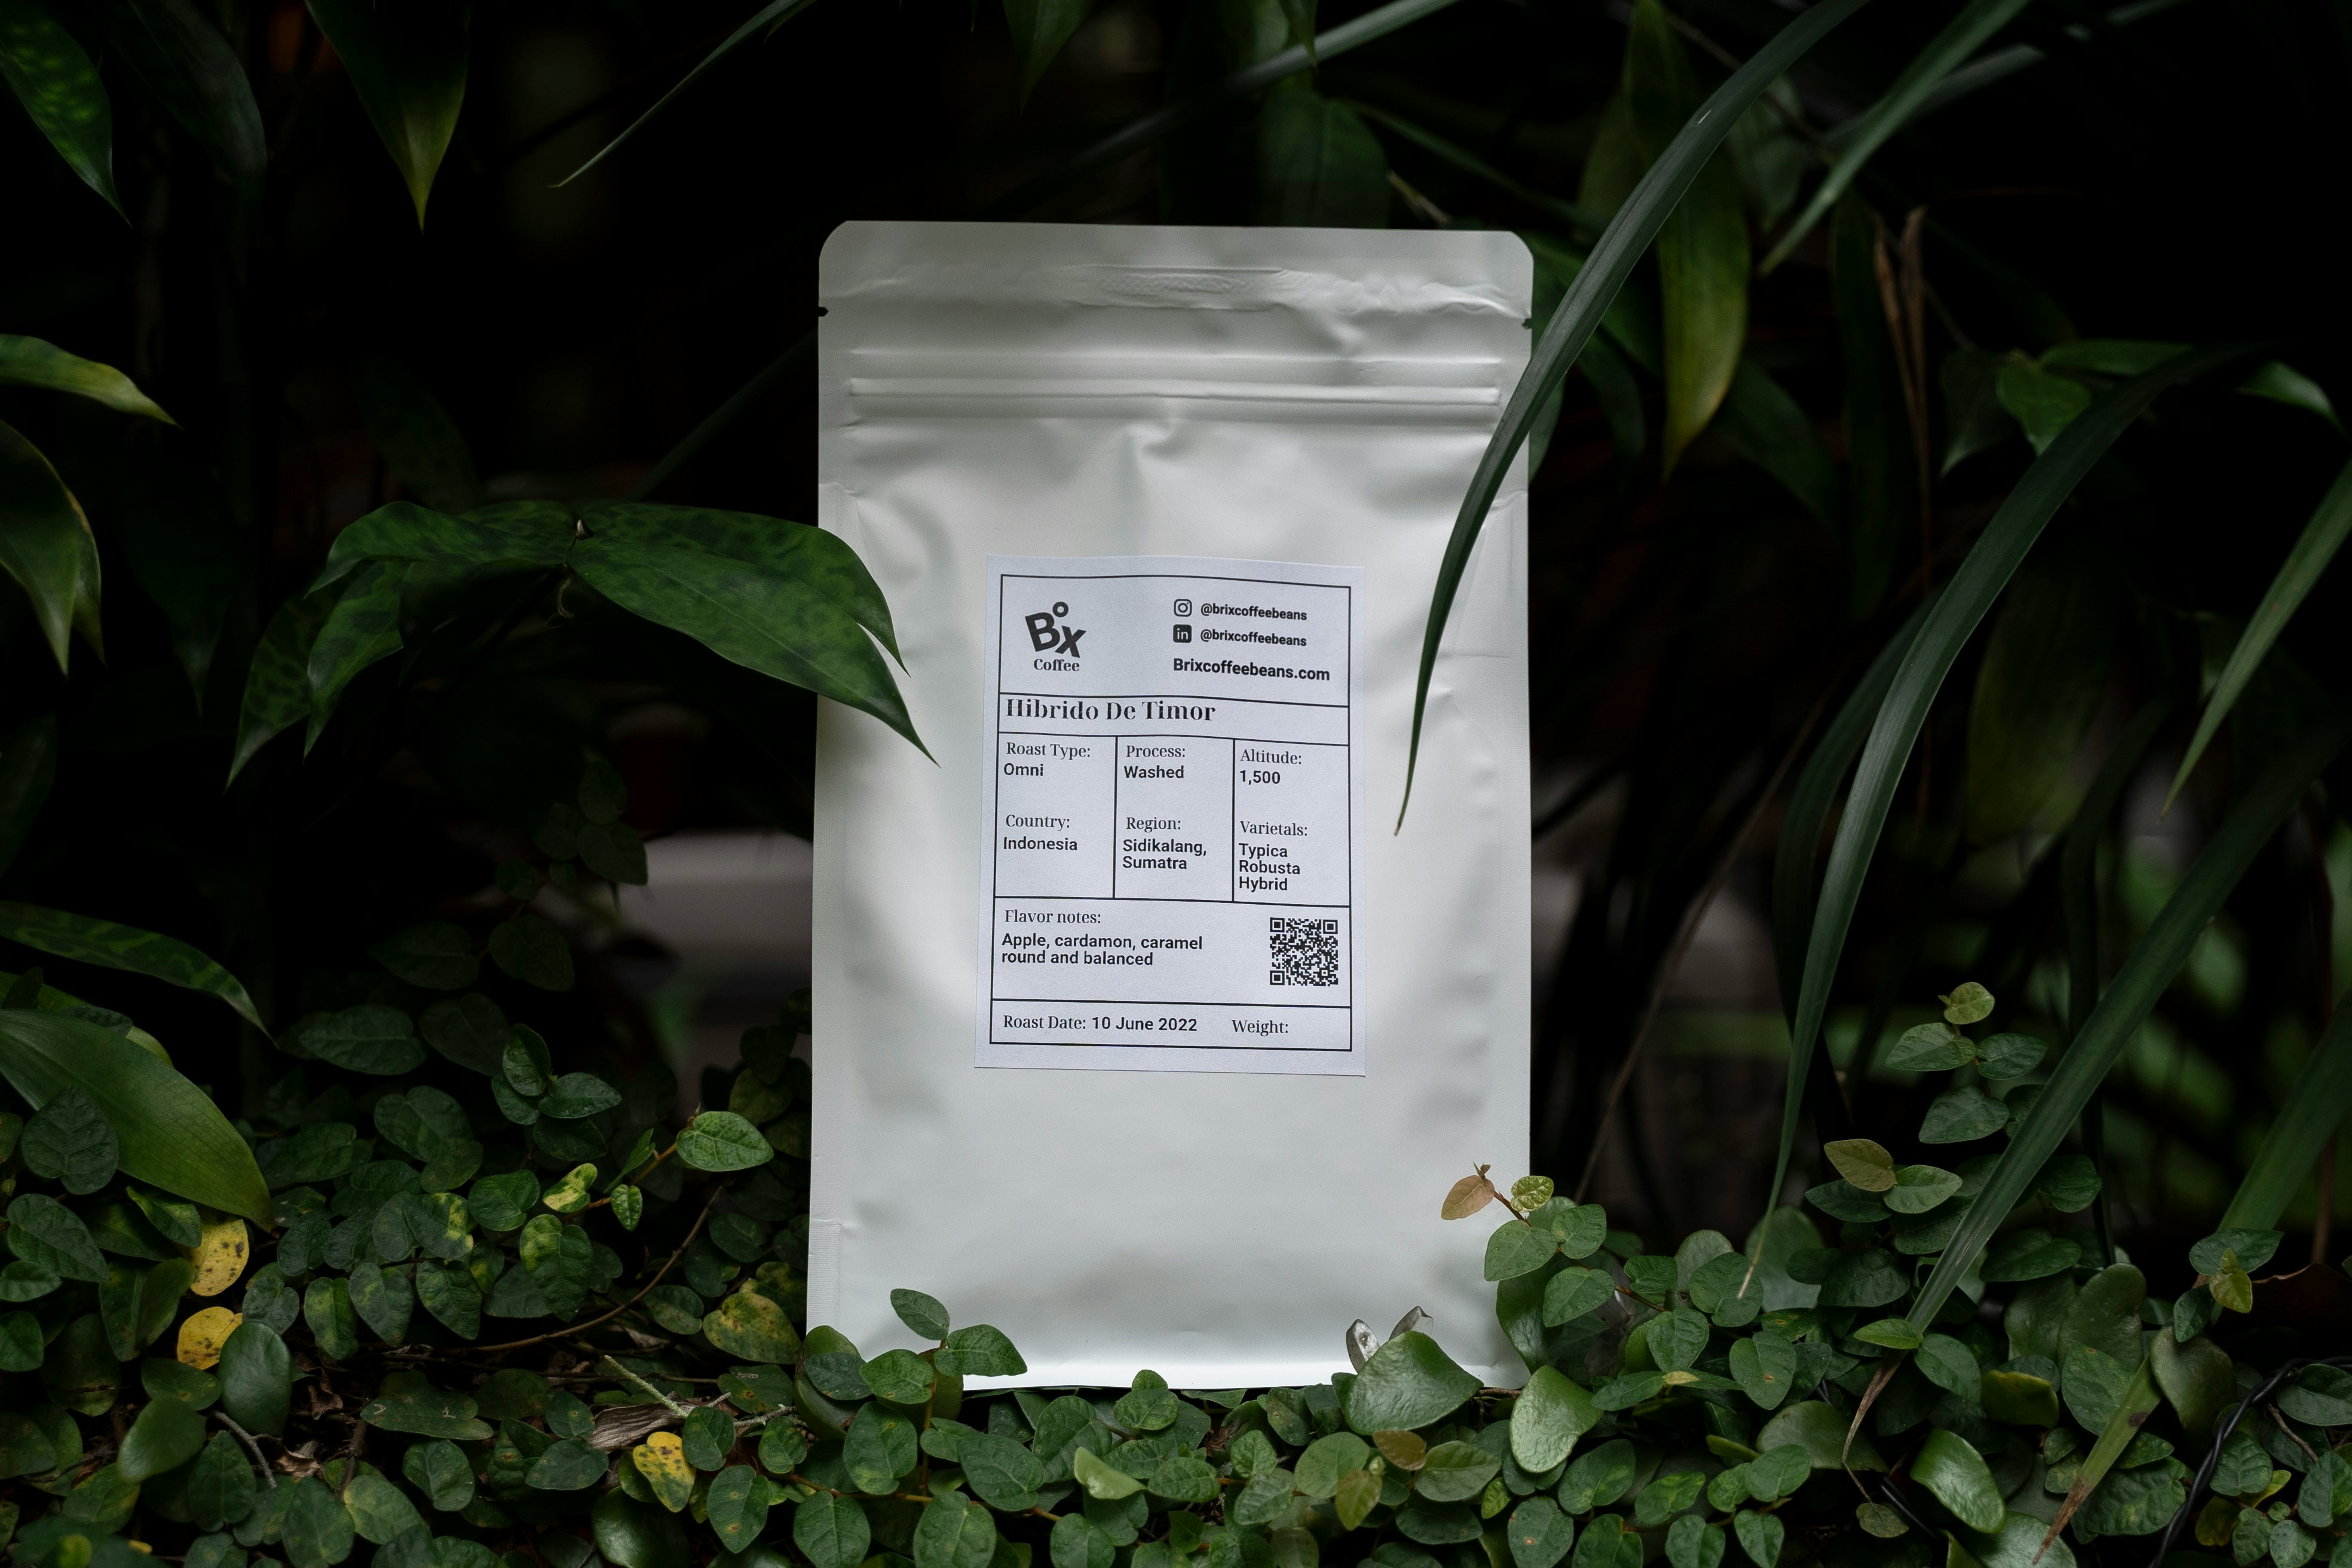 Bx
Coffee
@brixcoffeebeans
@brixcoffeebeans
Brixcoffeebeans.com
Hibrido De Timor
Roast Type:
Omni
Process:
Washed
Altitude:
1,500
Country:
Indonesia
Region:
Sidikalang,
Sumatra
Varietals:
Typica
Robusta
Hybrid
Flavor notes:
Apple, cardamon, caramel
round and balanced
Roast Date: 10 June 2022 Weight: